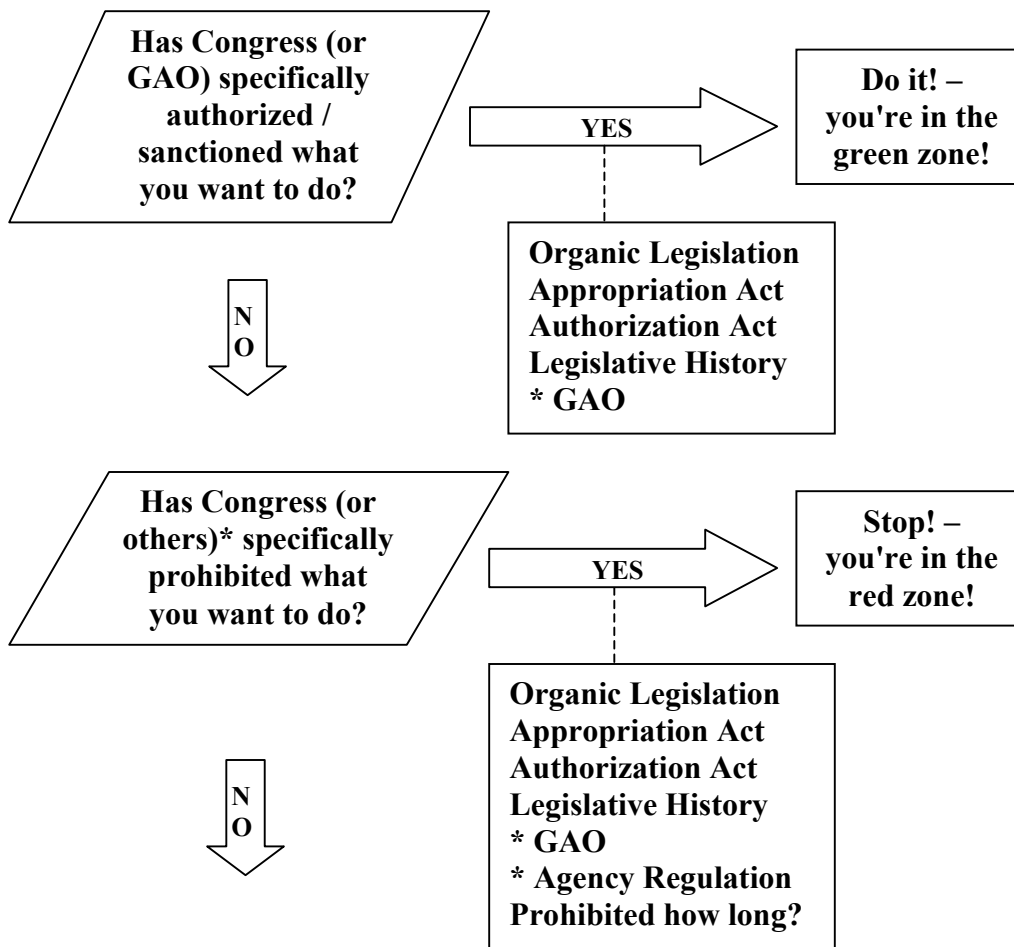 Has Congress (or
GAO) specifically
authorized /
sanctioned what
you want to do?
YES
Do it! –
you're in the
green zone!
Organic Legislation
Appropriation Act
Authorization Act
Legislative History
* GAO
N
O
Has Congress (or
others)* specifically
prohibited what
you want to do?
YES
Stop! –
you're in the
red zone!
Organic Legislation
Appropriation Act
Authorization Act
Legislative History
* GAO
* Agency Regulation
Prohibited how long?
N
O